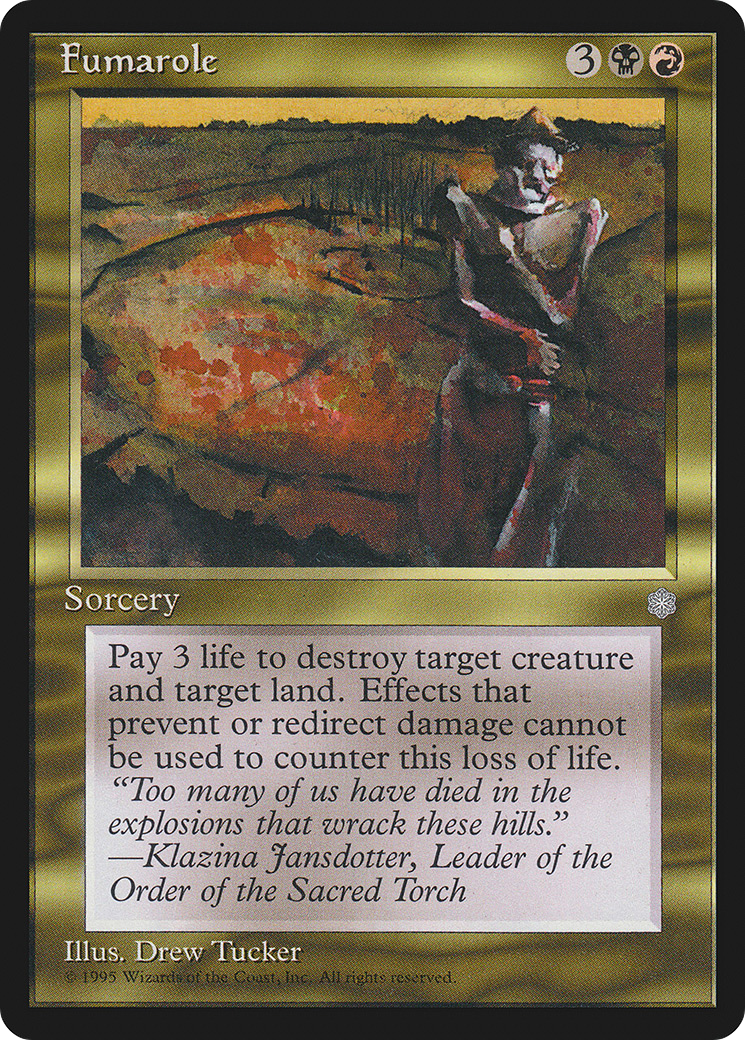 Fumarole
3
Sorcery
Pay 3 life to destroy target creature
and target land. Effects that
prevent or redirect damage cannot
be used to counter this loss of life.
“Too many of us have died in the
explosions that wrack these hills.”
—Klazina Jansdotter, Leader of the
Order of the Sacred Torch
Illus. Drew Tucker
© 1995 Wizards of the Coast, Inc. All rights reserved.